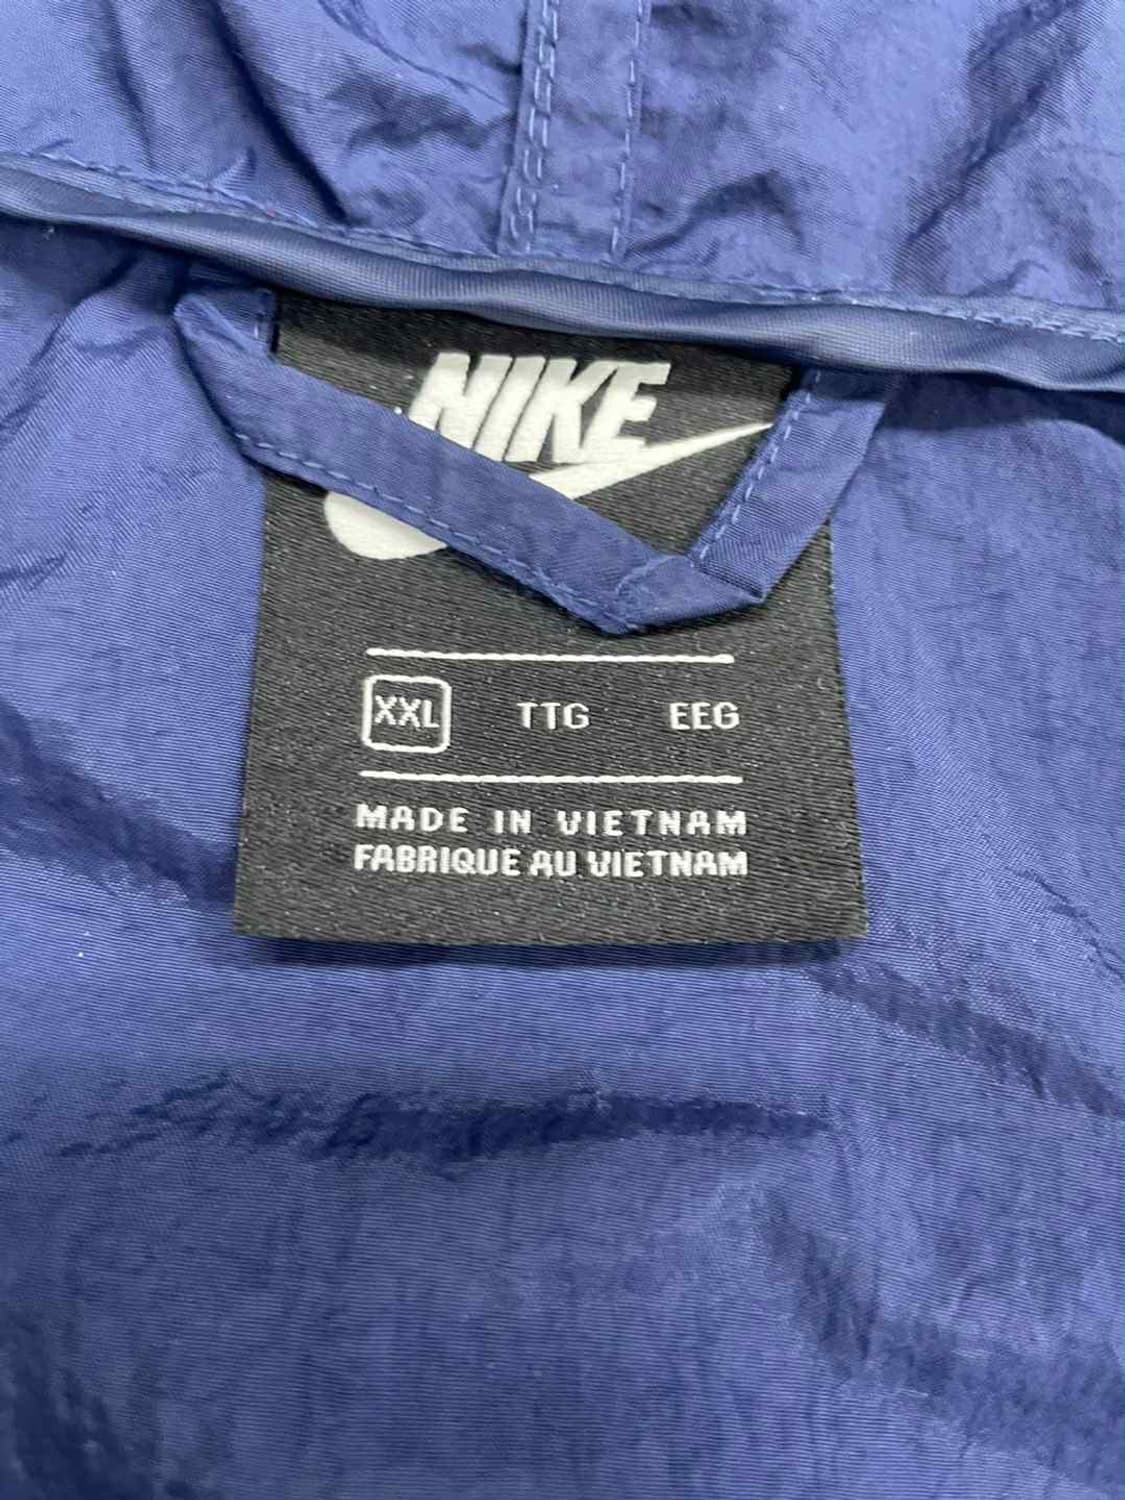 NIKE
XXL TTG EEG
MADE IN VIETNAM
FABRIQUE AU VIETNAM